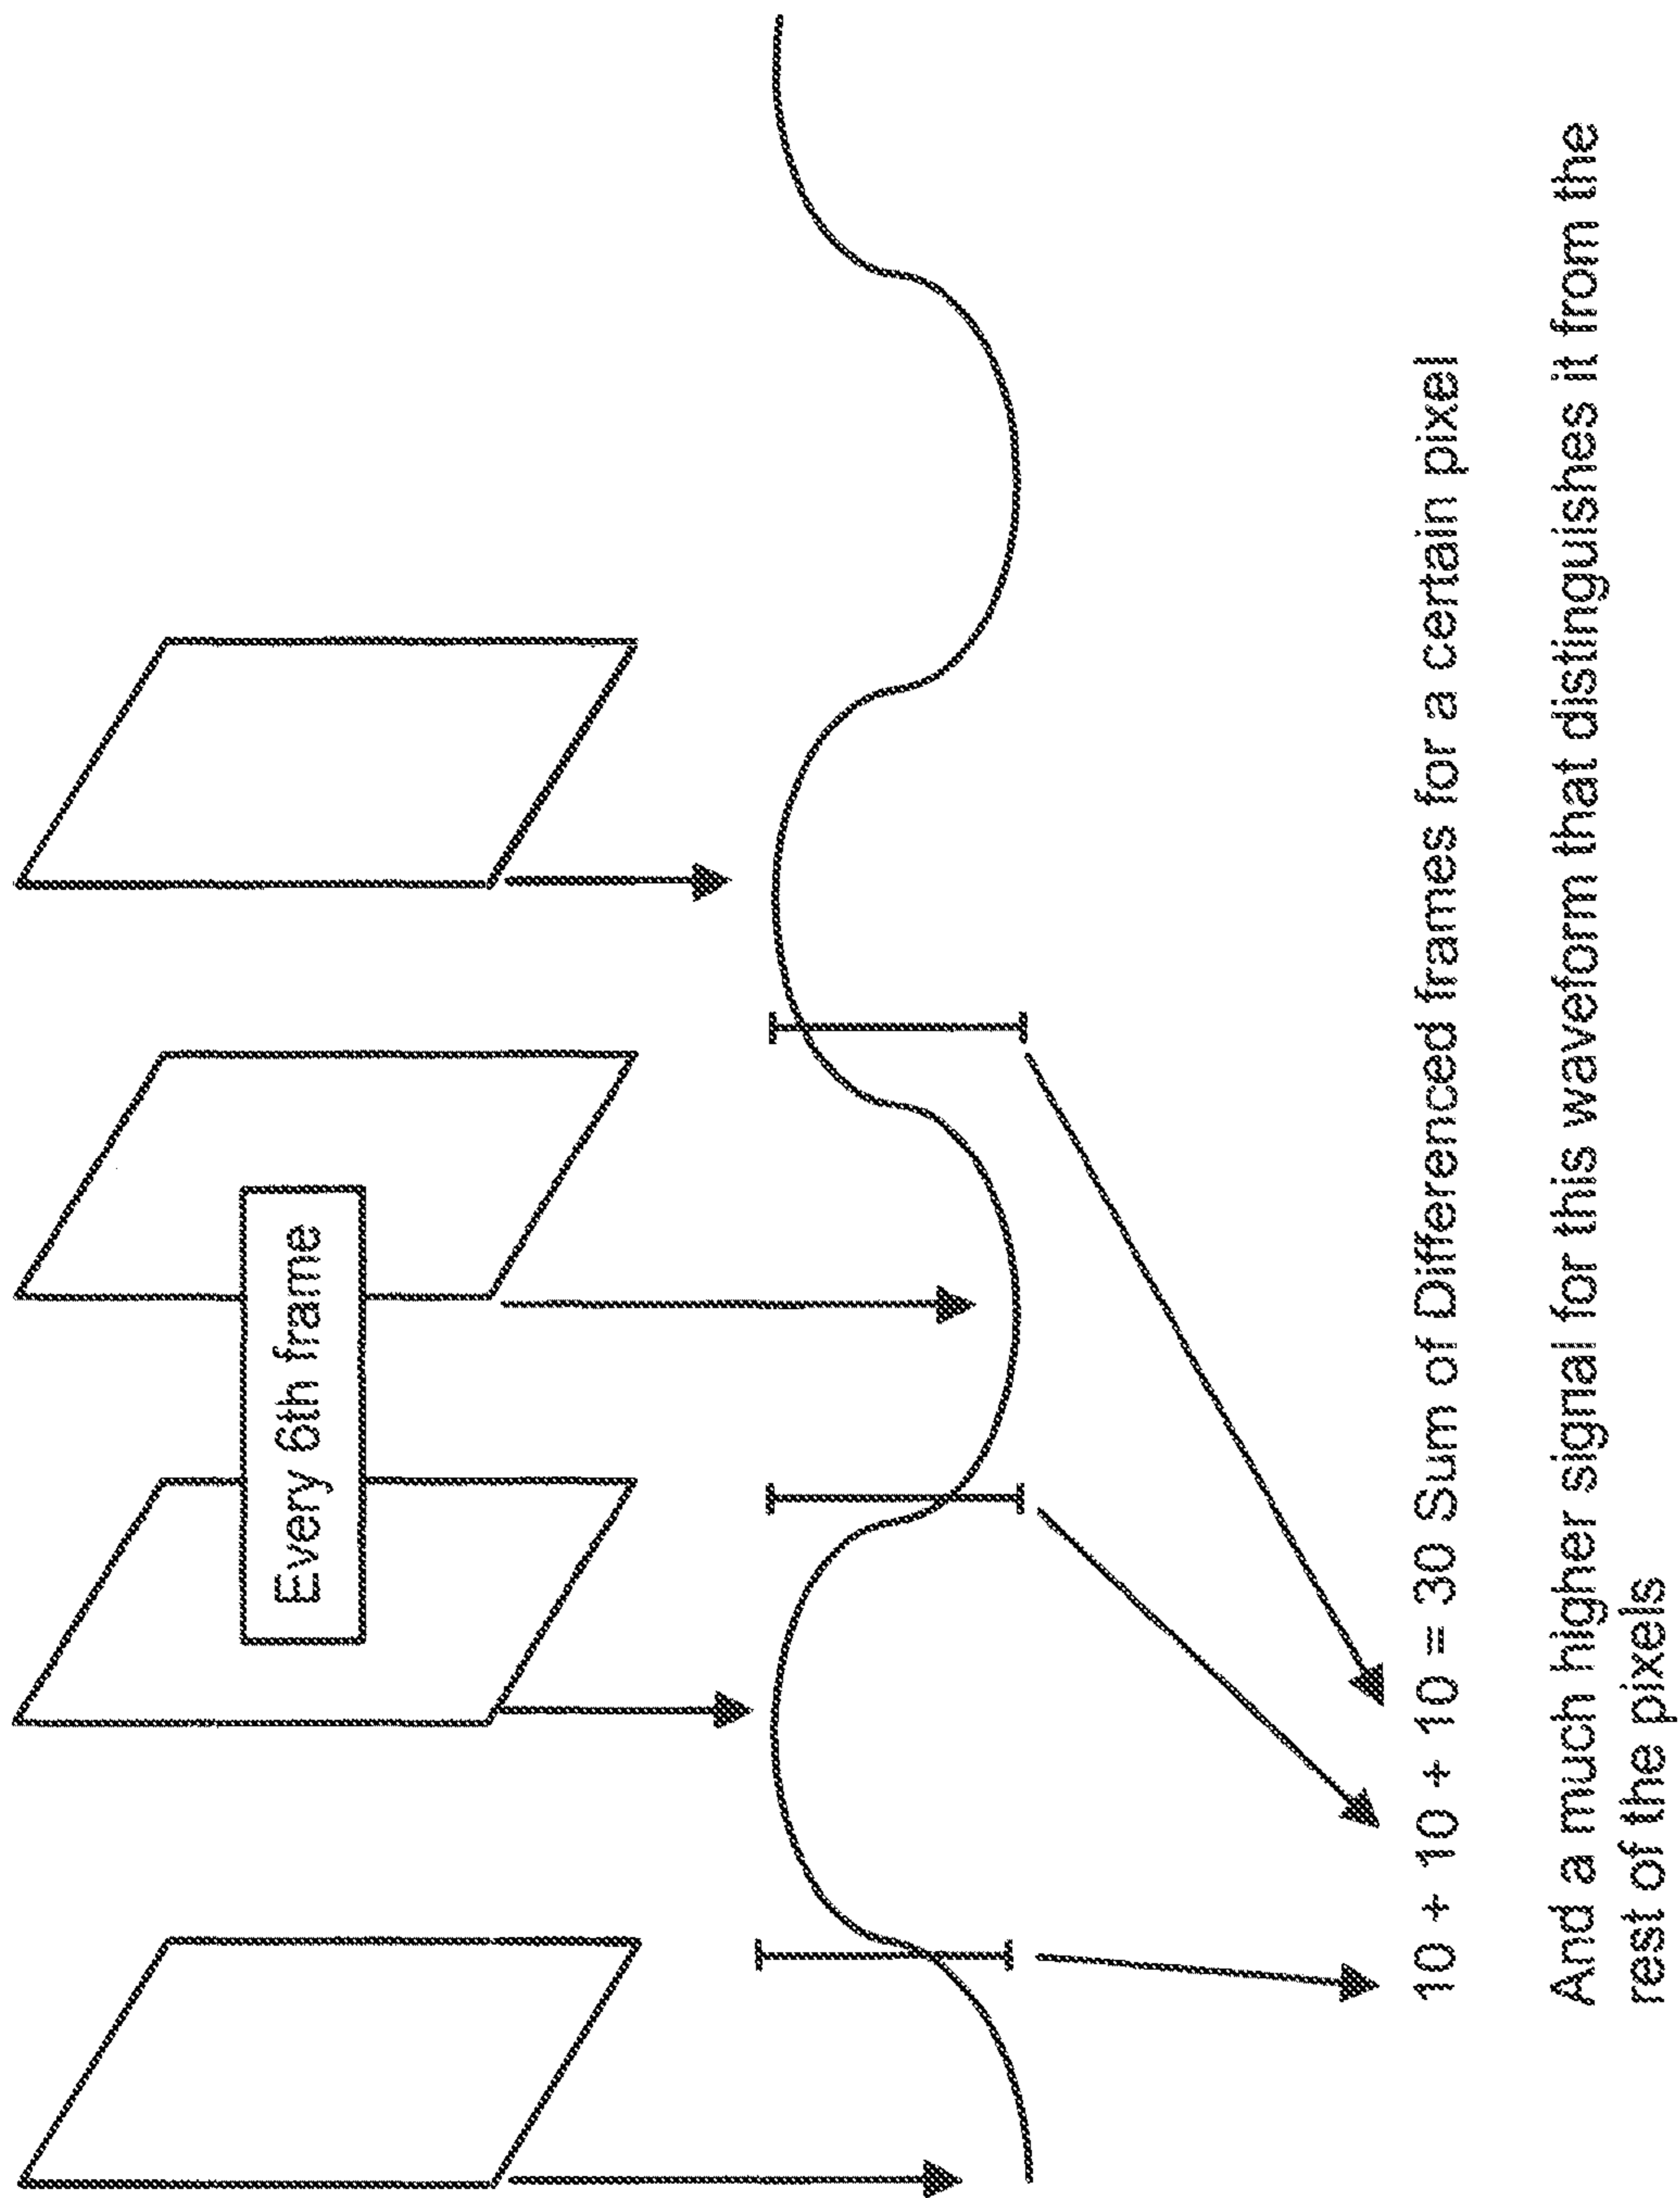 Every 6th frame
10 + 10 + 10 = 30 Sum of Differenced frames for a certain pixel
And a much higher signal for this waveform that distinguishes it from the
rest of the pixels